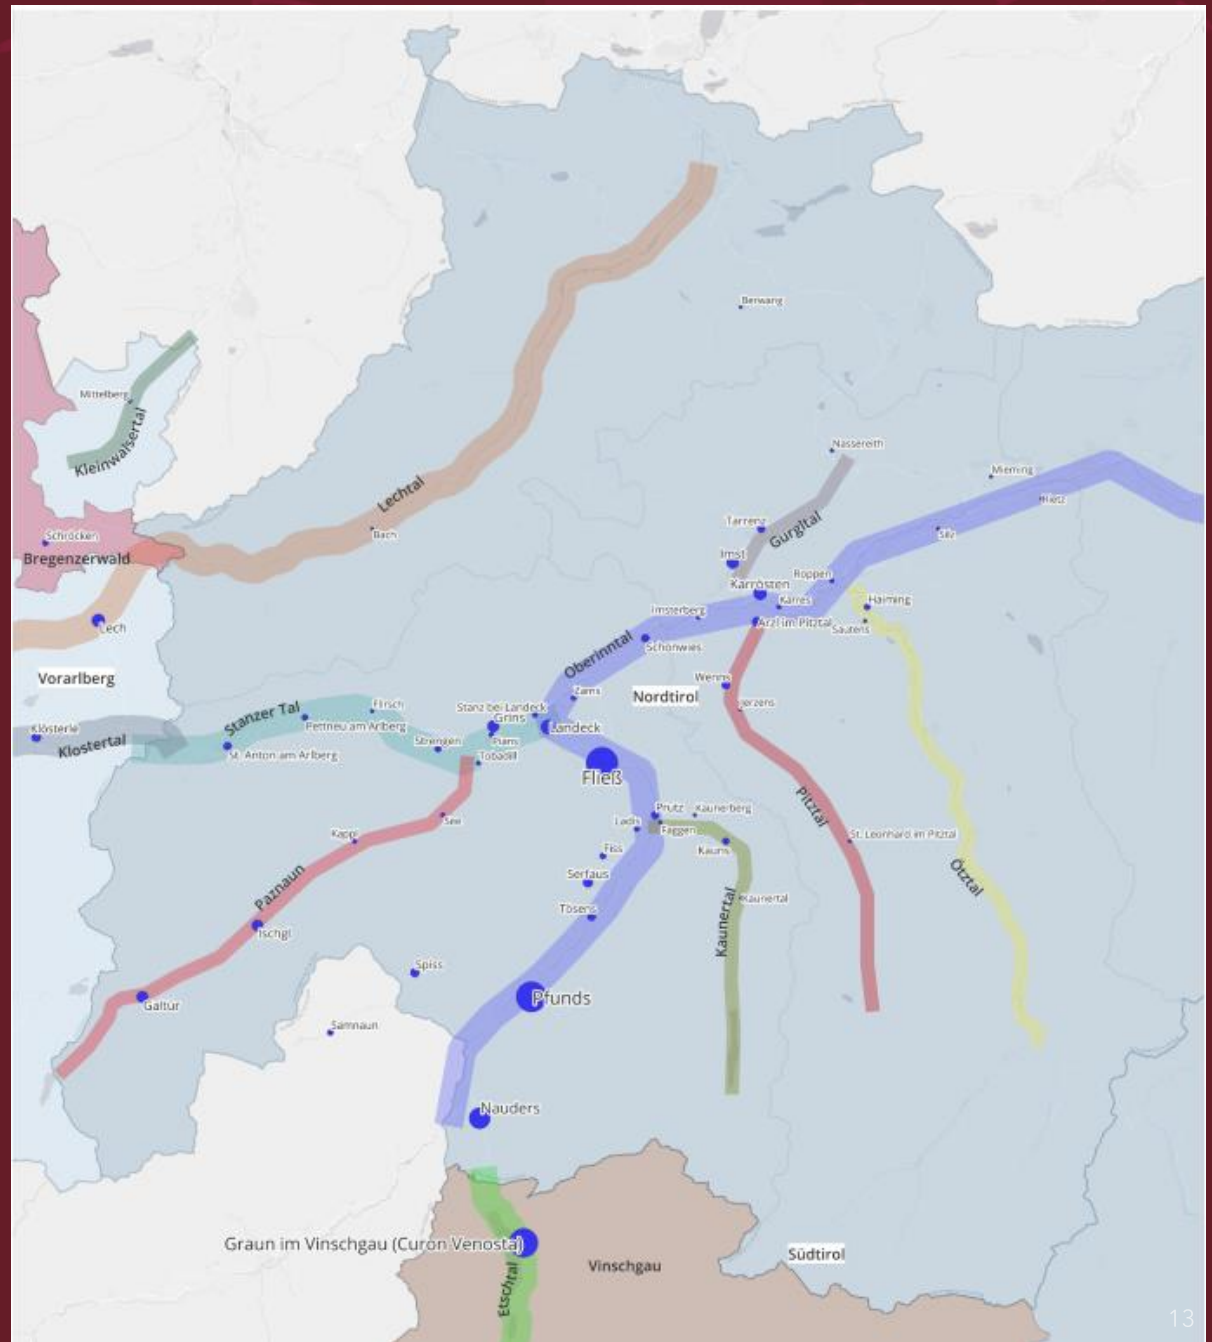 Berwang
Mittelberg
Kleinwalsertal
Nassereith
Mieming
Lechtal
Rietz
Tarrenz
Gurgltal
Bach
Silz
Schröcken
Bregenzerwald
Imst
Roppen
Karrösten
Karres
Haiming
Imsterberg
Lech
Arzl im Pitztal
Sautens
Oberinntal
Schönwies
Vorarlberg
Wenns
Zams
Nordtirol
Jerzens
Flirsch
Stanz bei Landeck
Stanzer Tal
Grins
Pettneu am Arlberg
Landeck
Klösterle
Klostertal
Strengen
Pians
St. Anton am Arlberg
Tobadill
Fließ
Pitztal
Prutz
Kaunerberg
See
Ladis
Faggen
Kappl
St. Leonhard im Pitztal
Fiss
Kauns
Serfaus
Ötztal
Paznaun
Kaunertal
Kaunertal
Tösens
Ischgl
Spiss
Pfunds
Galtür
Samnaun
Nauders
Graun im Vinschgau (Curon Venosta)
Südtirol
Vinschgau
Etschtal
13